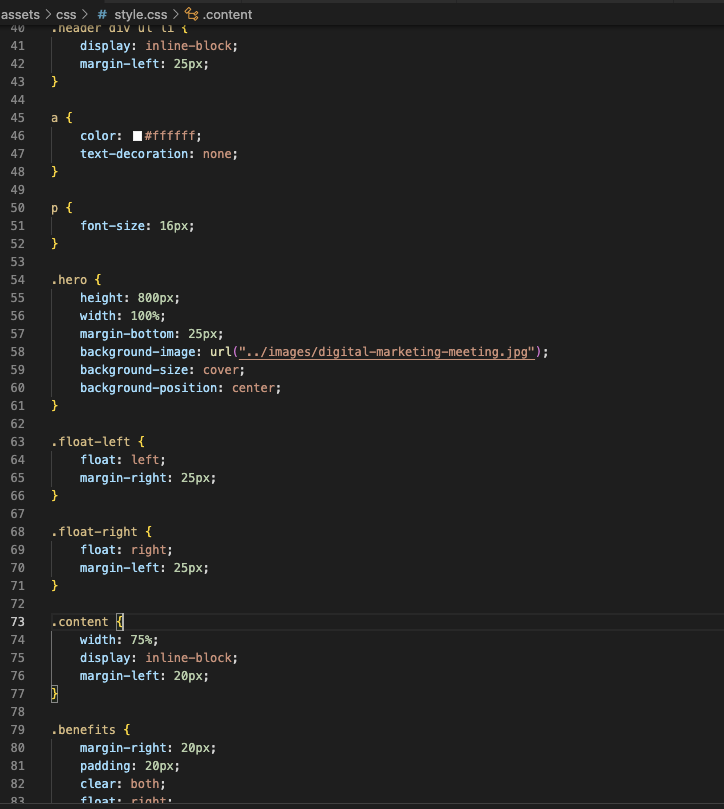 assets > css > # style.css > .content
40 .header div ul li {
41 display: inline-block;
42 margin-left: 25px;
43 }
44
45 a {
46 color: #ffffff;
47 text-decoration: none;
48 }
49
50 p {
51 font-size: 16px;
52 }
53
54 .hero {
55 height: 800px;
56 width: 100%;
57 margin-bottom: 25px;
58 background-image: url("../images/digital-marketing-meeting.jpg");
59 background-size: cover;
60 background-position: center;
61 }
62
63 .float-left {
64 float: left;
65 margin-right: 25px;
66 }
67
68 .float-right {
69 float: right;
70 margin-left: 25px;
71 }
72
73 .content {
74 width: 75%;
75 display: inline-block;
76 margin-left: 20px;
77 }
78
79 .benefits {
80 margin-right: 20px;
81 padding: 20px;
82 clear: both;
83 float: right;